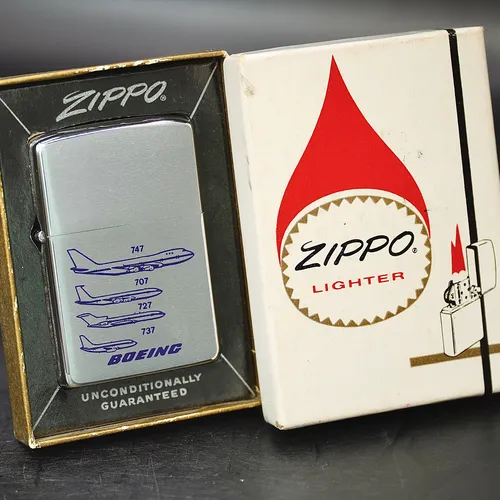 ZIPPO®
747
707
727
737
BOEING
UNCONDITIONALLY
GUARANTEED
ZIPPO®
LIGHTER